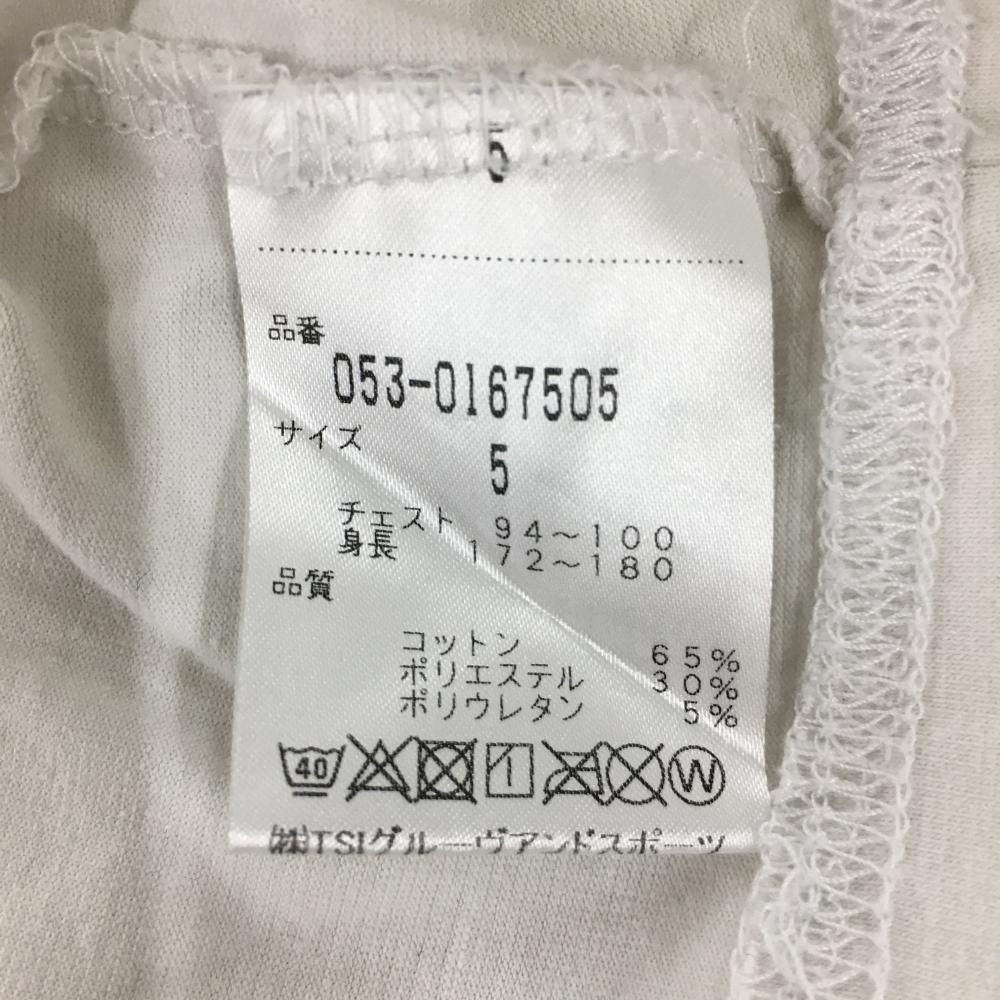 5
品番
053-0167505
サイズ
5
チェスト 94～100
身長 172～180
品質
コットン 65%
ポリエステル 30%
ポリウレタン 5%
40 W
㈱TSIグルーヴアンドスポーツ